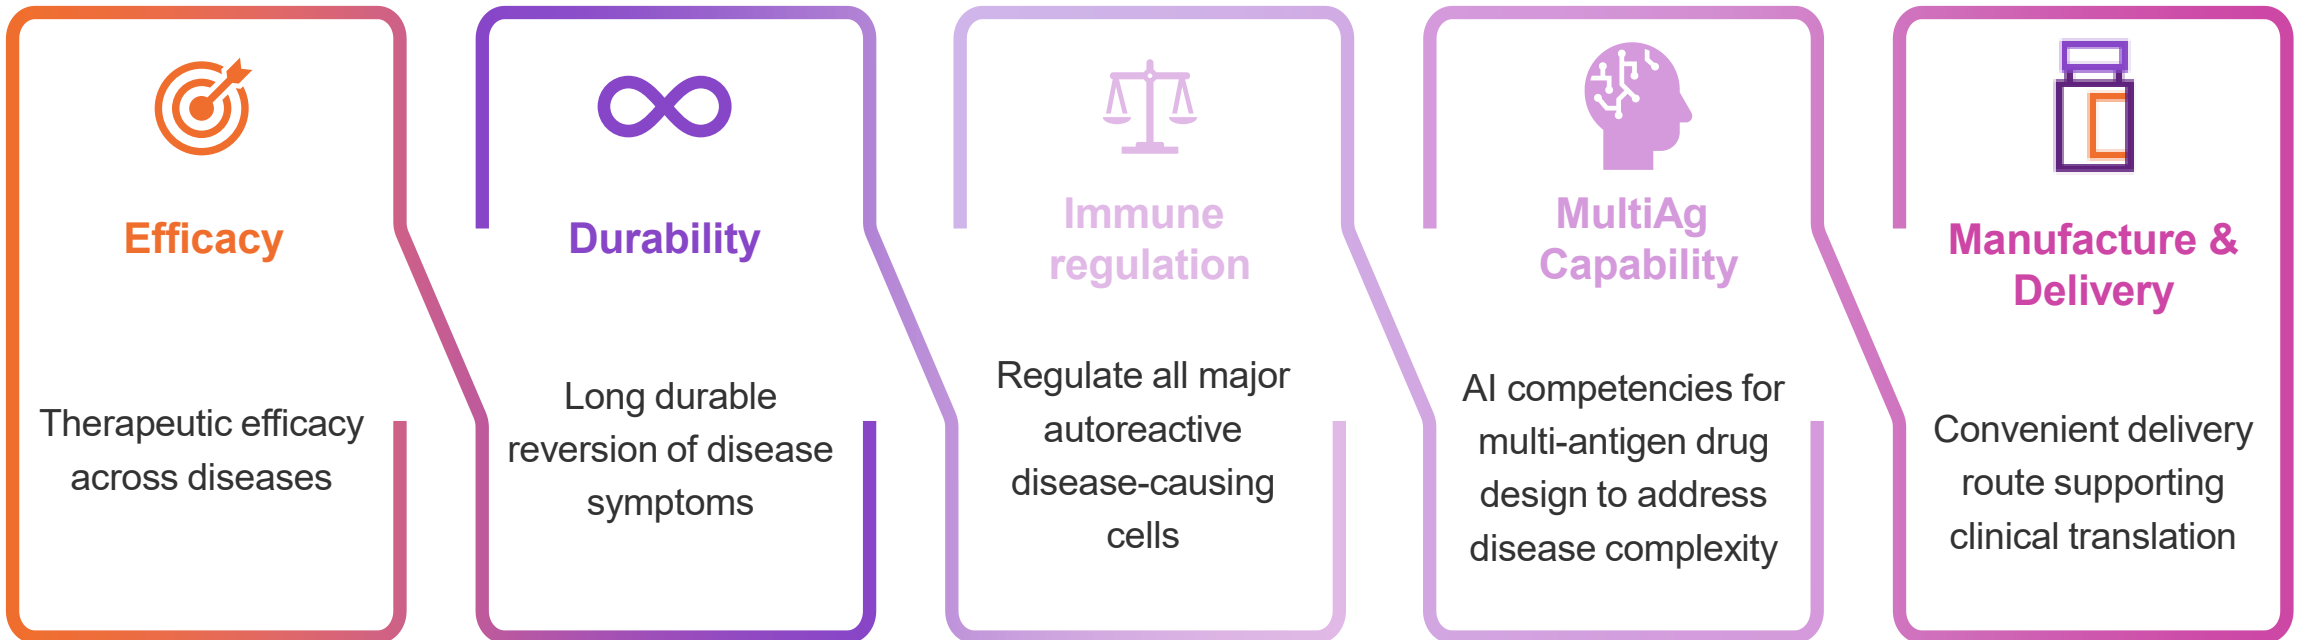 Efficacy
Therapeutic efficacy
across diseases
Durability
Long durable
reversion of disease
symptoms
Immune
regulation
Regulate all major
autoreactive
disease-causing
cells
MultiAg
Capability
AI competencies for
multi-antigen drug
design to address
disease complexity
Manufacture &
Delivery
Convenient delivery
route supporting
clinical translation